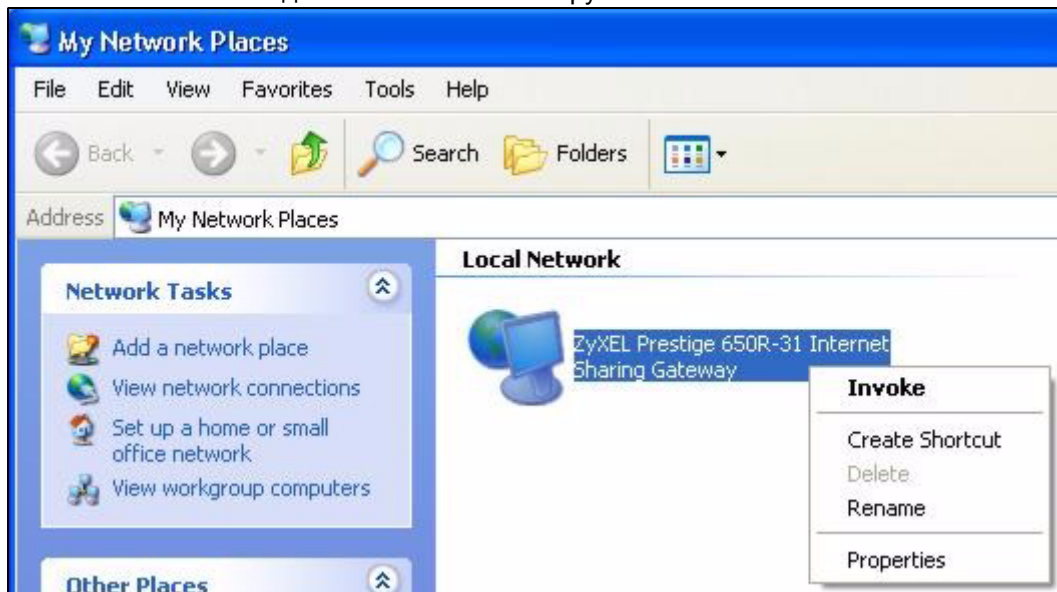 My Network Places
File Edit View Favorites Tools Help
Back Search Folders
Address My Network Places
Network Tasks
Add a network place
View network connections
Set up a home or small
office network
View workgroup computers
Other Places
Local Network
ZyXEL Prestige 650R-31 Internet
Sharing Gateway
Invoke
Create Shortcut
Delete
Rename
Properties